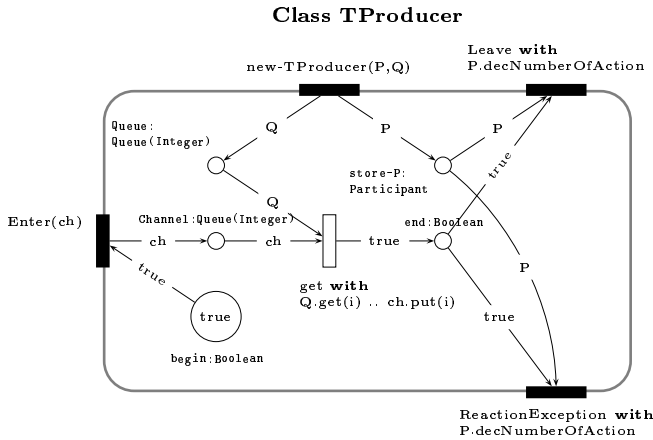 Class TProducer
Leave with
P.decNumberOfAction
new-TProducer(P,Q)
Queue:
Queue(Integer)
Q
P
P
true
store-P:
Participant
Q
Enter(ch)
Channel:Queue(Integer)
end:Boolean
ch
ch
true
true
P
get with
Q.get(i) .. ch.put(i)
true
true
begin:Boolean
ReactionException with
P.decNumberOfAction